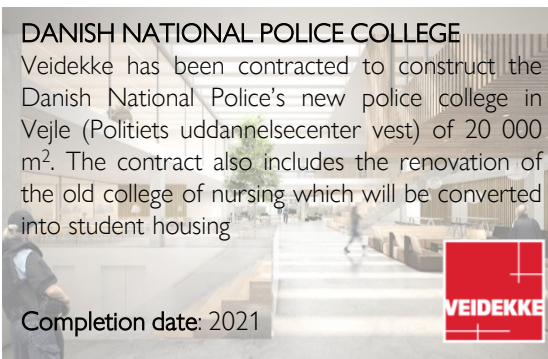 DANISH NATIONAL POLICE COLLEGE
Veidekke has been contracted to construct the
Danish National Police's new police college in
Vejle (Politiets uddannelsecenter vest) of 20 000
m². The contract also includes the renovation of
the old college of nursing which will be converted
into student housing
Completion date: 2021
VEIDEKKE